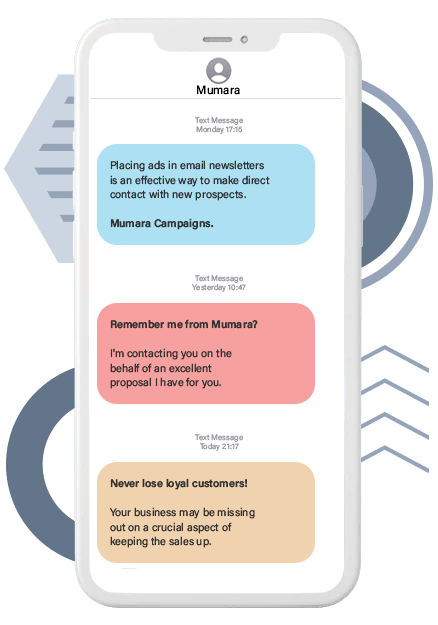 Mumara
Text Message
Monday 17:15
Placing ads in email newsletters
is an effective way to make direct
contact with new prospects.
Mumara Campaigns.
Text Message
Yesterday 10:47
Remember me from Mumara?
I'm contacting you on the
behalf of an excellent
proposal I have for you.
Text Message
Today 21:17
Never lose loyal customers!
Your business may be missing
out on a crucial aspect of
keeping the sales up.